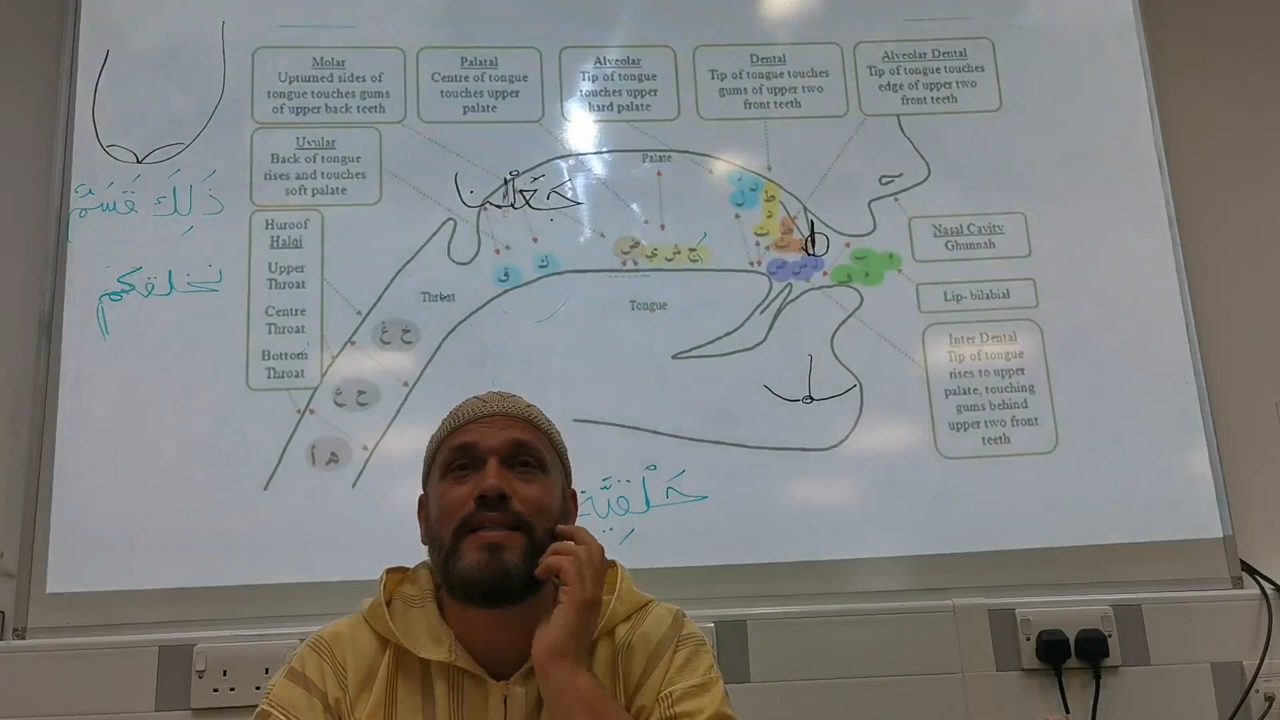 Molar
Upturned sides of
tongue touches gums
of upper back teeth
Palatal
Centre of tongue
touches upper
palate
Alveolar
Tip of tongue
touches upper
hard palate
Dental
Tip of tongue touches
gums of upper two
front teeth
Alveolar Dental
Tip of tongue touches
edge of upper two
front teeth
Uvular
Back of tongue
rises and touches
soft palate
Huroof
Halqi
Upper
Throat
Centre
Throat
Bottom
Throat
Palate
جَعَلْنا
ذَلِكَ قَسَمٌ
نخلقكم
ق
ك
ض
ج ش ي
ط
د
ت
Throat
Tongue
غ خ
ع ح
أ ه
Nasal Cavity
Ghunnah
Lip- bilabial
Inter Dental
Tip of tongue
rises to upper
palate, touching
gums behind
upper two front
teeth
حَلْقِيَّة